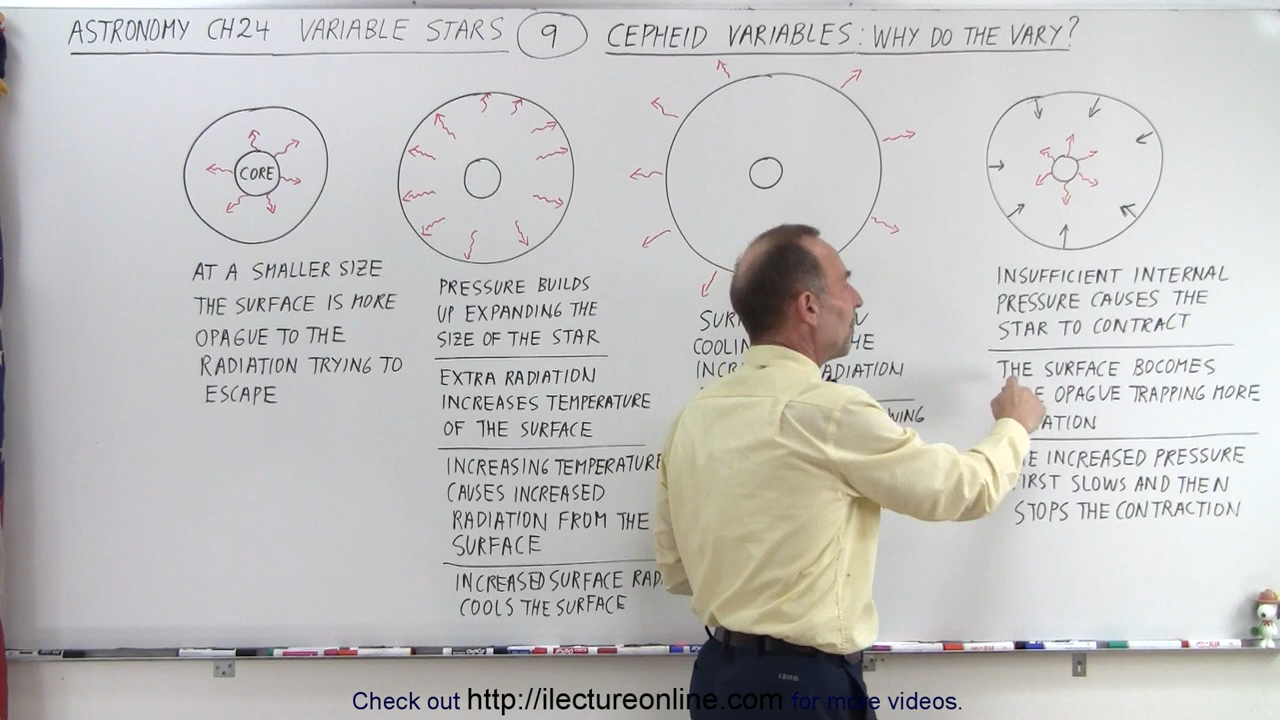 ASTRONOMY CH24 VARIABLE STARS 9 CEPHEID VARIABLES: WHY DO THE VARY?
CORE
AT A SMALLER SIZE
THE SURFACE IS MORE
OPAGUE TO THE
RADIATION TRYING TO
ESCAPE
PRESSURE BUILDS
UP EXPANDING THE
SIZE OF THE STAR
EXTRA RADIATION
INCREASES TEMPERATURE
OF THE SURFACE
INCREASING TEMPERATURE
CAUSES INCREASED
RADIATION FROM THE
SURFACE
INCREASED SURFACE RAD
COOLS THE SURFACE
COOLIN
INCR RADIATION
INSUFFICIENT INTERNAL
PRESSURE CAUSES THE
STAR TO CONTRACT
THE SURFACE BOCOMES
OPAGUE TRAPPING MORE
INCREASED PRESSURE
FIRST SLOWS AND THEN
STOPS THE CONTRACTION
IZOD
Check out http://ilectureonline.com for more videos.